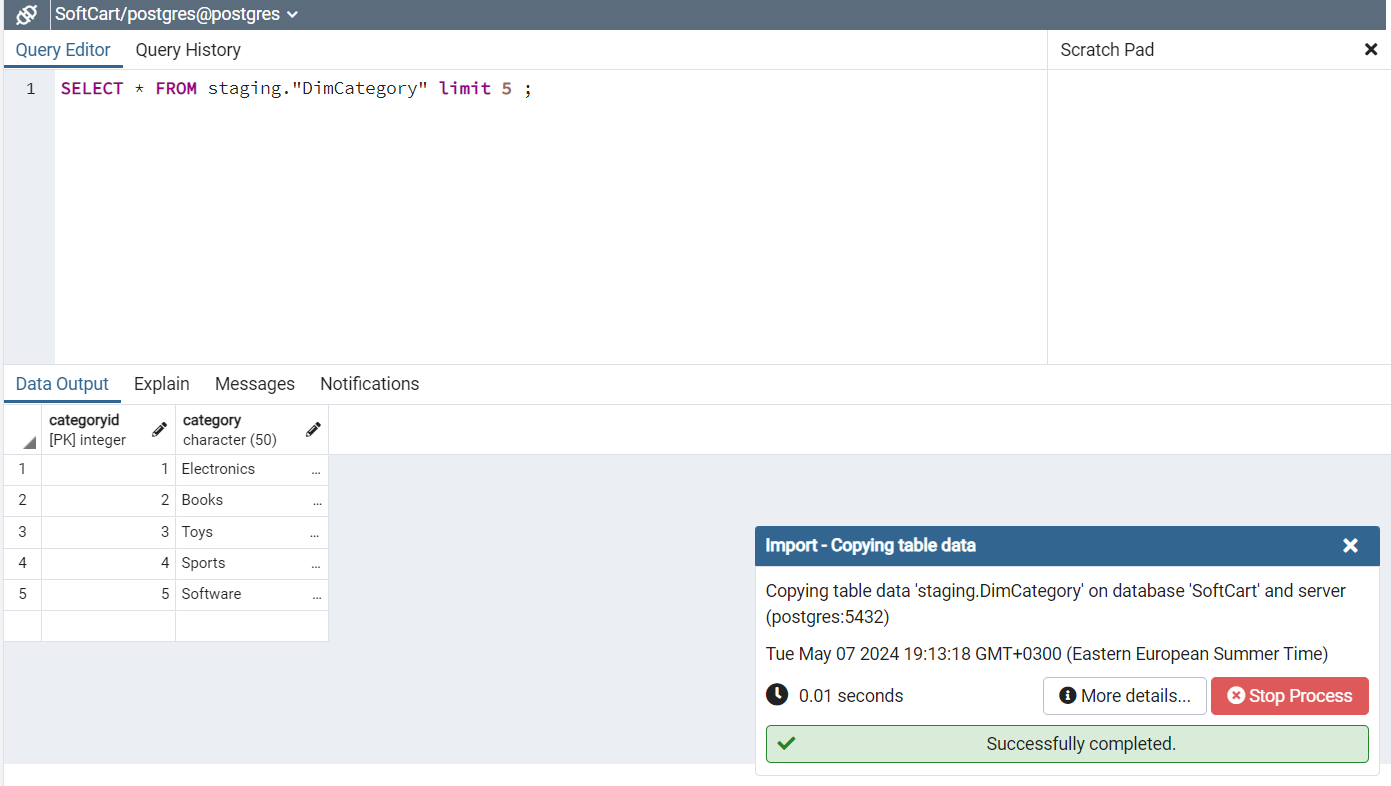 SoftCart/postgres@postgres
Query Editor Query History Scratch Pad
1 SELECT * FROM staging."DimCategory" limit 5 ;
Data Output Explain Messages Notifications
categoryid category
[PK] integer character (50)
1 1 Electronics ...
2 2 Books ...
3 3 Toys ...
4 4 Sports ...
5 5 Software ...
Import - Copying table data
Copying table data 'staging.DimCategory' on database 'SoftCart' and server
(postgres:5432)
Tue May 07 2024 19:13:18 GMT+0300 (Eastern European Summer Time)
0.01 seconds More details... Stop Process
Successfully completed.